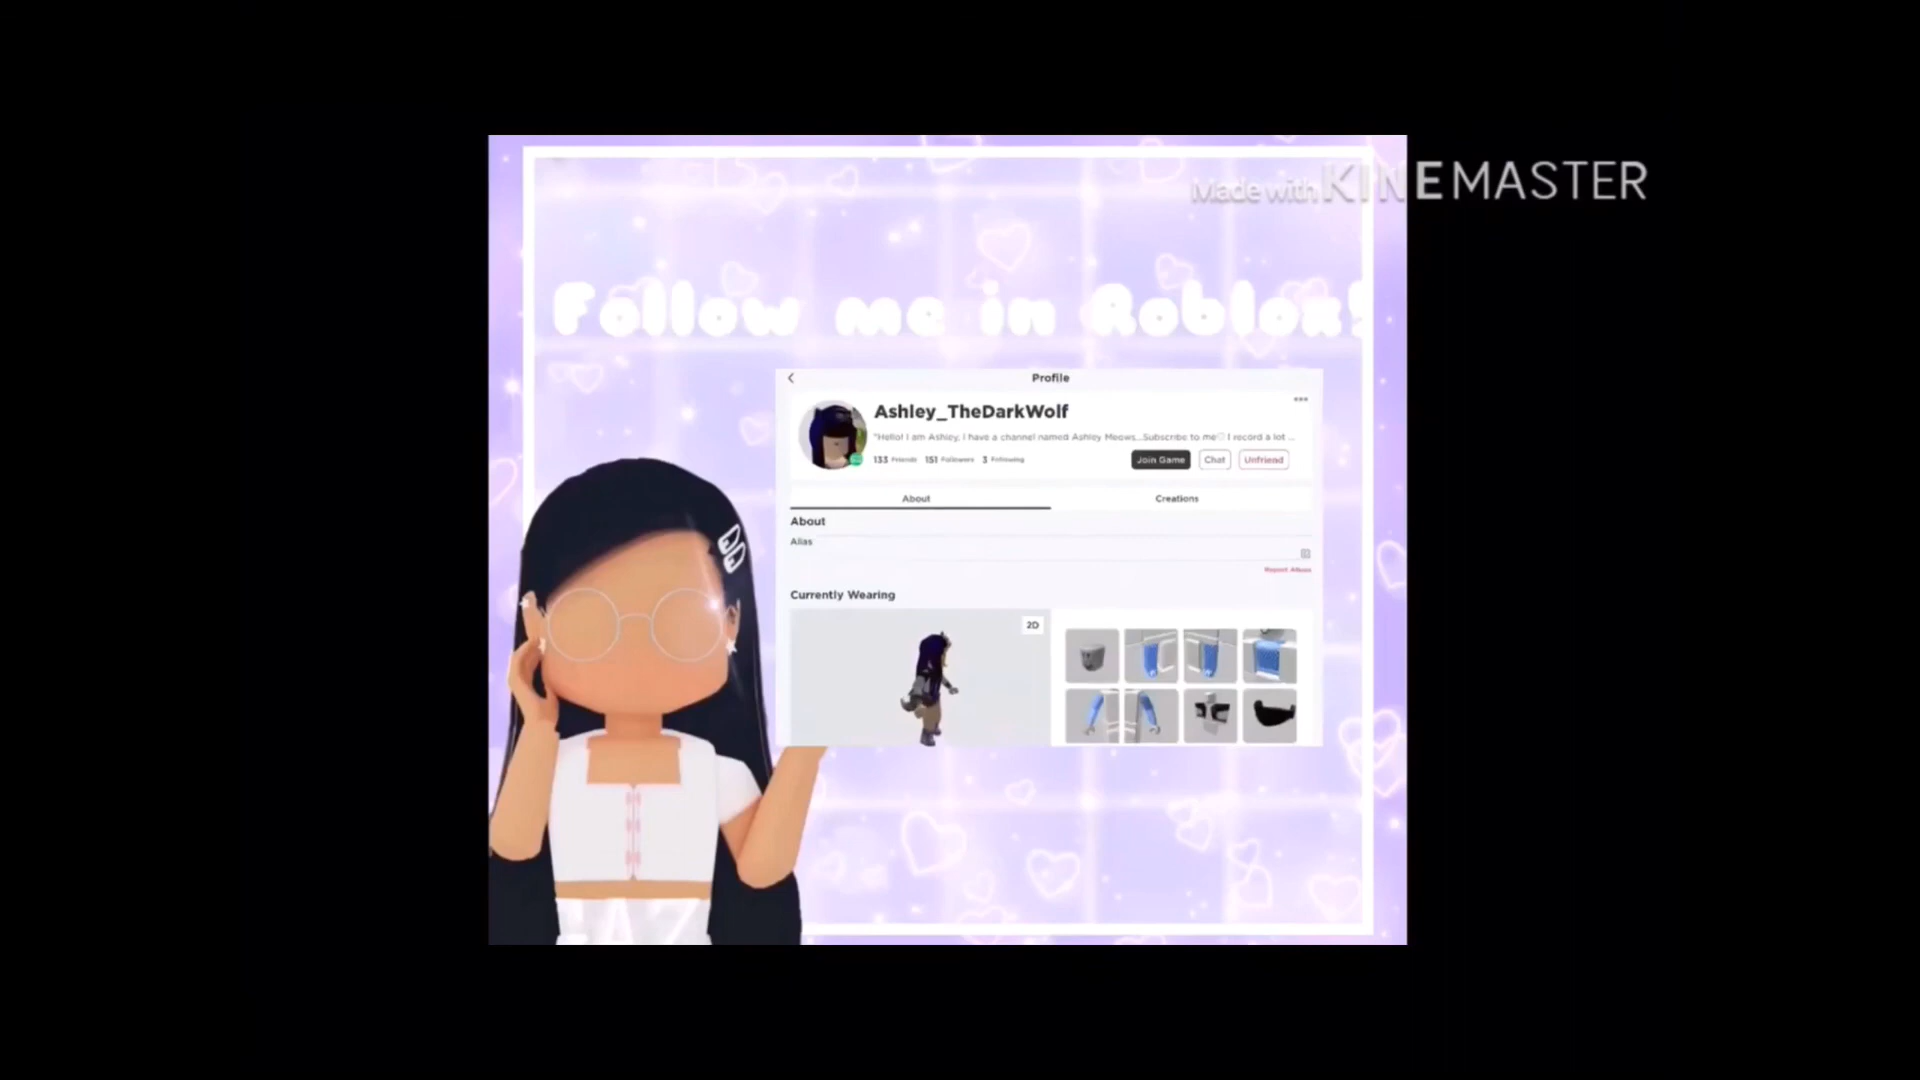 Made with KINEMASTER
Follow me in Roblox!
Profile
Ashley_TheDarkWolf
"Hello! I am Ashley, I have a channel named Ashley Meows...Subscribe to me♡ I record a lot ...
133 Friends 151 Followers 3 Following
Join Game Chat Unfriend
About Creations
About
Alias
Report Abuse
Currently Wearing
2D